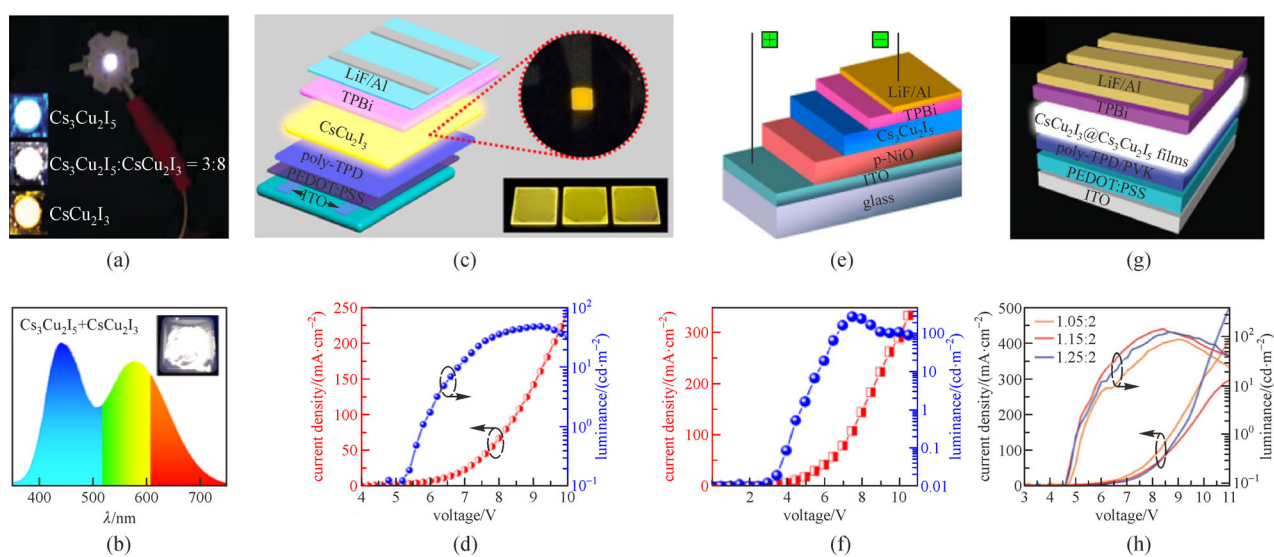 Cs₃Cu₂I₅
Cs₃Cu₂I₅:CsCu₂I₃ = 3:8
CsCu₂I₃
(a)
LiF/Al
TPBi
CsCu₂I₃
poly-TPD
PEDOT:PSS
ITO
(c)
+
−
LiF/Al
TPBi
Cs₃Cu₂I₅
p-NiO
ITO
glass
(e)
LiF/Al
TPBi
CsCu₂I₃@Cs₃Cu₂I₅ films
poly-TPD/PVK
PEDOT:PSS
ITO
(g)
Cs₃Cu₂I₅+CsCu₂I₃
400 500 600 700
λ/nm
(b)
current density/(mA·cm⁻²)
250
200
150
100
50
0
4 5 6 7 8 9 10
voltage/V
10²
10¹
10⁰
10⁻¹
luminance/(cd·m⁻²)
(d)
current density/(mA·cm⁻²)
300
200
100
0
2 4 6 8 10
voltage/V
100
10
1
0.1
0.01
luminance/(cd·m⁻²)
(f)
current density/(mA·cm⁻²)
500
400
300
200
100
0
1.05:2
1.15:2
1.25:2
3 4 5 6 7 8 9 10 11
voltage/V
10²
10¹
10⁰
10⁻¹
luminance/(cd·m⁻²)
(h)